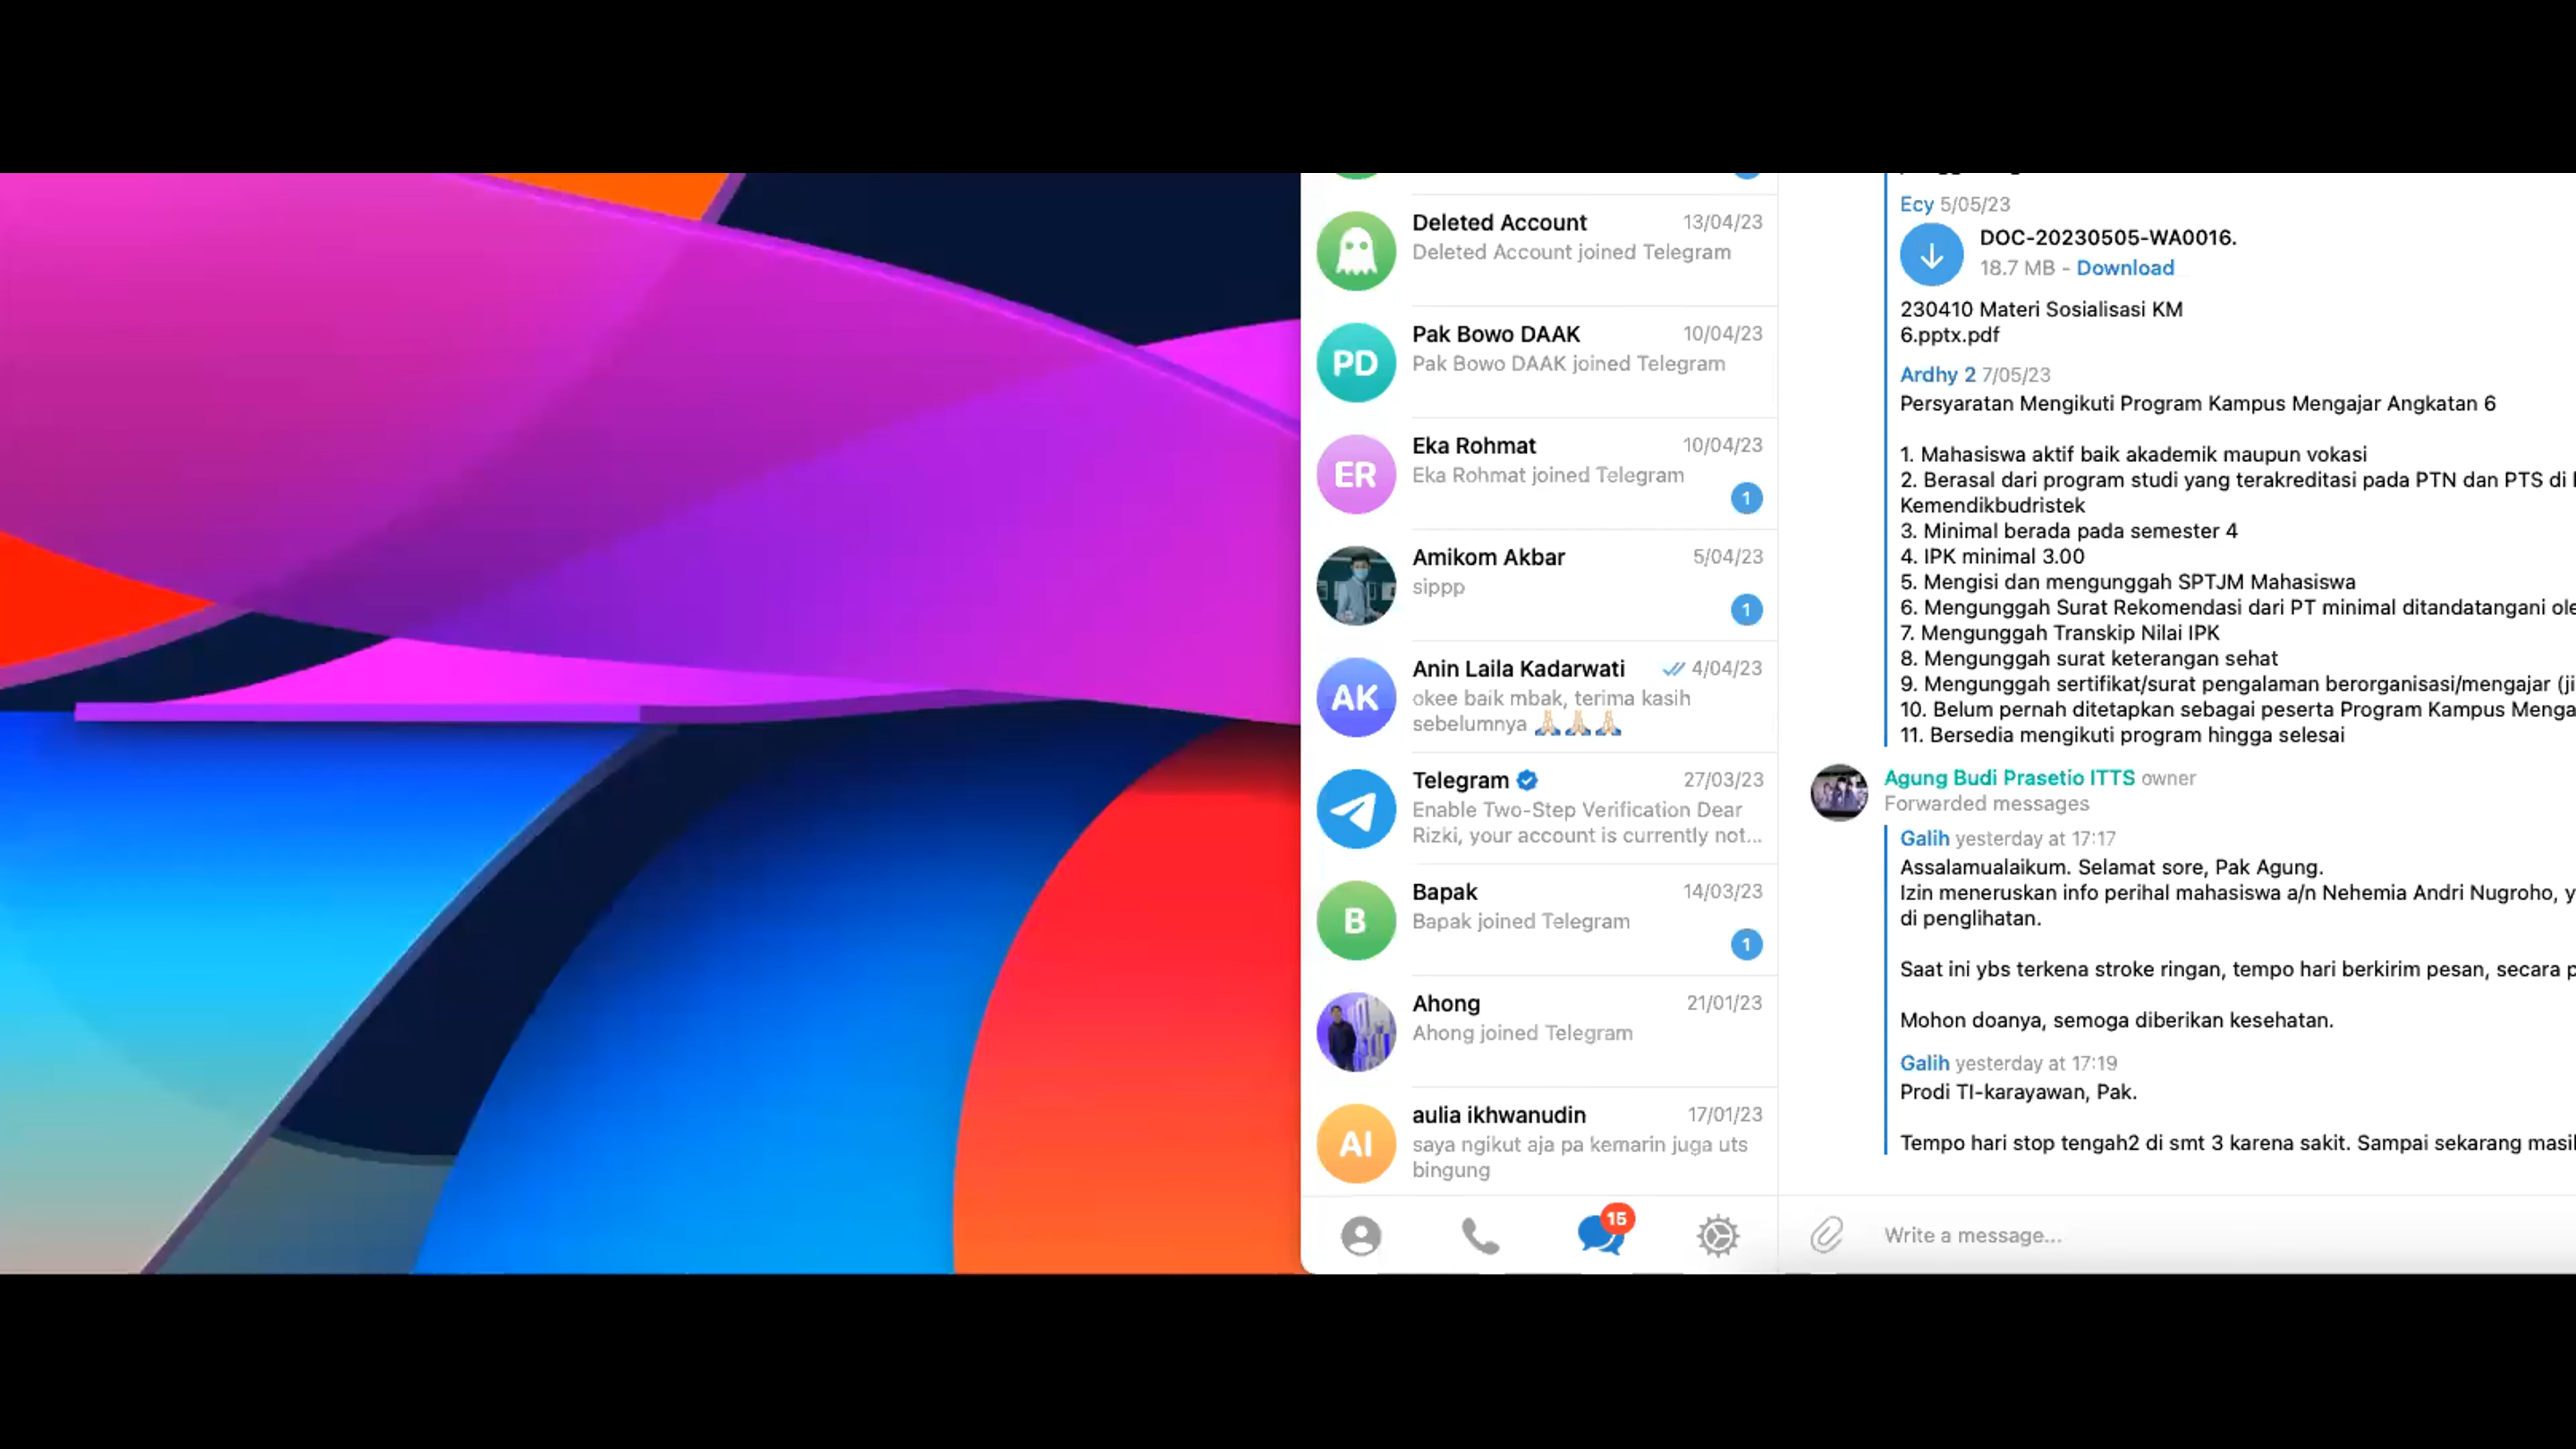 Deleted Account 13/04/23
Deleted Account joined Telegram
PD
Pak Bowo DAAK 10/04/23
Pak Bowo DAAK joined Telegram
ER
Eka Rohmat 10/04/23
Eka Rohmat joined Telegram
1
Amikom Akbar 5/04/23
sippp
1
AK
Anin Laila Kadarwati 4/04/23
okee baik mbak, terima kasih
sebelumnya 🙏🏻🙏🏻🙏🏻
Telegram 27/03/23
Enable Two-Step Verification Dear
Rizki, your account is currently not...
B
Bapak 14/03/23
Bapak joined Telegram
1
Ahong 21/01/23
Ahong joined Telegram
AI
aulia ikhwanudin 17/01/23
saya ngikut aja pa kemarin juga uts
bingung
15
Ecy 5/05/23
DOC-20230505-WA0016.
18.7 MB - Download
230410 Materi Sosialisasi KM
6.pptx.pdf
Ardhy 2 7/05/23
Persyaratan Mengikuti Program Kampus Mengajar Angkatan 6
1. Mahasiswa aktif baik akademik maupun vokasi
2. Berasal dari program studi yang terakreditasi pada PTN dan PTS di
Kemendikbudristek
3. Minimal berada pada semester 4
4. IPK minimal 3.00
5. Mengisi dan mengunggah SPTJM Mahasiswa
6. Mengunggah Surat Rekomendasi dari PT minimal ditandatangani ole
7. Mengunggah Transkip Nilai IPK
8. Mengunggah surat keterangan sehat
9. Mengunggah sertifikat/surat pengalaman berorganisasi/mengajar (ji
10. Belum pernah ditetapkan sebagai peserta Program Kampus Menga
11. Bersedia mengikuti program hingga selesai
Agung Budi Prasetio ITTS owner
Forwarded messages
Galih yesterday at 17:17
Assalamualaikum. Selamat sore, Pak Agung.
Izin meneruskan info perihal mahasiswa a/n Nehemia Andri Nugroho, y
di penglihatan.
Saat ini ybs terkena stroke ringan, tempo hari berkirim pesan, secara p
Mohon doanya, semoga diberikan kesehatan.
Galih yesterday at 17:19
Prodi TI-karayawan, Pak.
Tempo hari stop tengah2 di smt 3 karena sakit. Sampai sekarang masi
Write a message...